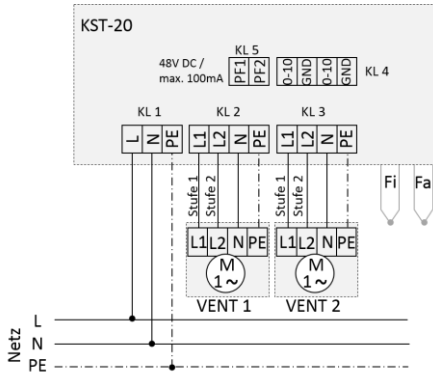 KST-20
KL 5
48V DC /
max. 100mA
PF1 PF2
0-10 GND 0-10 GND
KL 4
KL 1 KL 2 KL 3
L N PE L1 L2 N PE L1 L2 N PE
Stufe 1 Stufe 2 Stufe 1 Stufe 2
Fi Fa
L1 L2 N PE L1 L2 N PE
M M
1~ 1~
VENT 1 VENT 2
Netz
L
N
PE